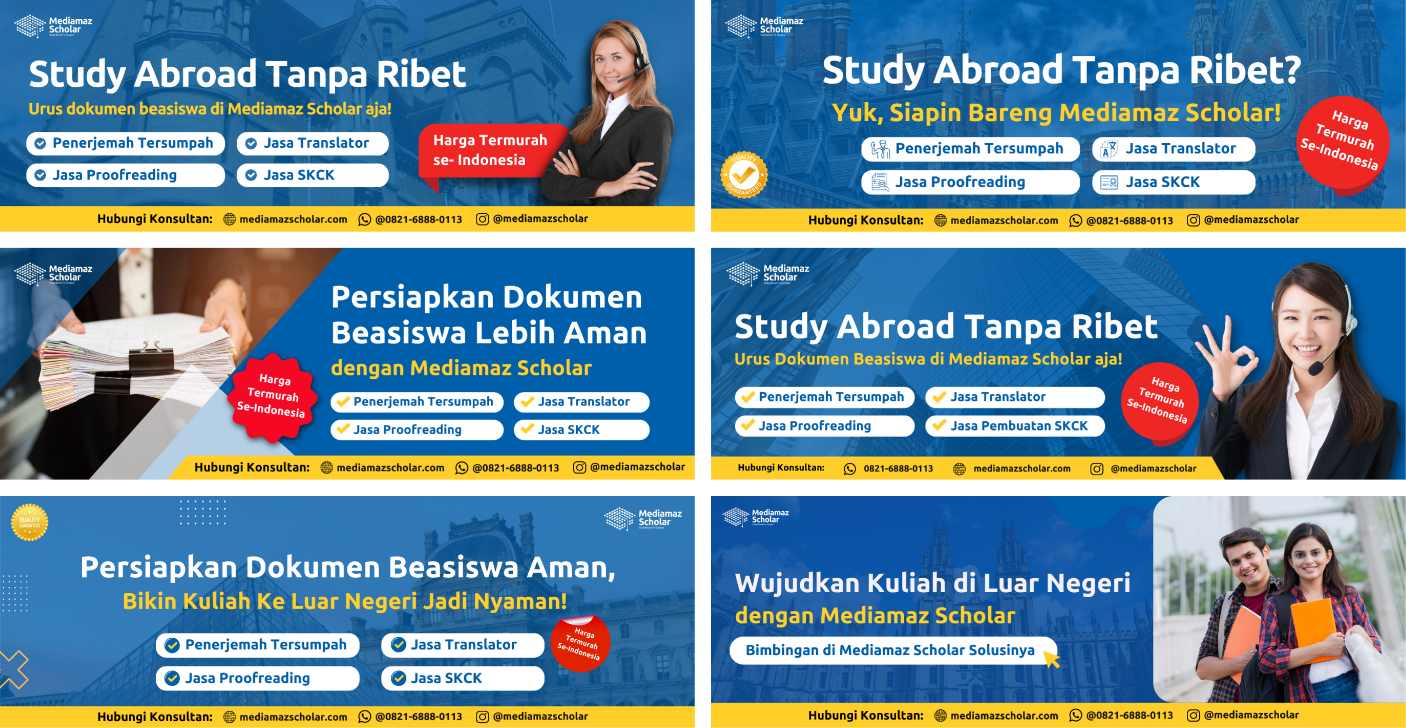 Mediamaz
Scholar
Study Abroad Tanpa Ribet
Urus dokumen beasiswa di Mediamaz Scholar aja!
Penerjemah Tersumpah
Jasa Translator
Jasa Proofreading
Jasa SKCK
Harga Termurah
se- Indonesia
Hubungi Konsultan: mediamazscholar.com @0821-6888-0113 @mediamazscholar
Mediamaz
Scholar
Study Abroad Tanpa Ribet?
Yuk, Siapin Bareng Mediamaz Scholar!
Penerjemah Tersumpah
Jasa Translator
Jasa Proofreading
Jasa SKCK
QUALITY
GUARANTEED
Harga
Termurah
Se-Indonesia
Hubungi Konsultan: mediamazscholar.com @0821-6888-0113 @mediamazscholar
Mediamaz
Scholar
Persiapkan Dokumen
Beasiswa Lebih Aman
dengan Mediamaz Scholar
Harga
Termurah
Se-Indonesia
Penerjemah Tersumpah
Jasa Translator
Jasa Proofreading
Jasa SKCK
Hubungi Konsultan: mediamazscholar.com @0821-6888-0113 @mediamazscholar
Mediamaz
Scholar
Study Abroad Tanpa Ribet
Urus Dokumen Beasiswa di Mediamaz Scholar aja!
Penerjemah Tersumpah
Jasa Translator
Jasa Proofreading
Jasa Pembuatan SKCK
Harga
Termurah
Se-Indonesia
Hubungi Konsultan: 0821-6888-0113 mediamazscholar.com @mediamazscholar
QUALITY
GUARANTEED
Mediamaz
Scholar
Persiapkan Dokumen Beasiswa Aman,
Bikin Kuliah Ke Luar Negeri Jadi Nyaman!
Penerjemah Tersumpah
Jasa Translator
Jasa Proofreading
Jasa SKCK
Harga
Termurah
Se-Indonesia
Hubungi Konsultan: mediamazscholar.com @0821-6888-0113 @mediamazscholar
Mediamaz
Scholar
Wujudkan Kuliah di Luar Negeri
dengan Mediamaz Scholar
Bimbingan di Mediamaz Scholar Solusinya
Hubungi Konsultan: mediamazscholar.com @0821-6888-0113 @mediamazscholar